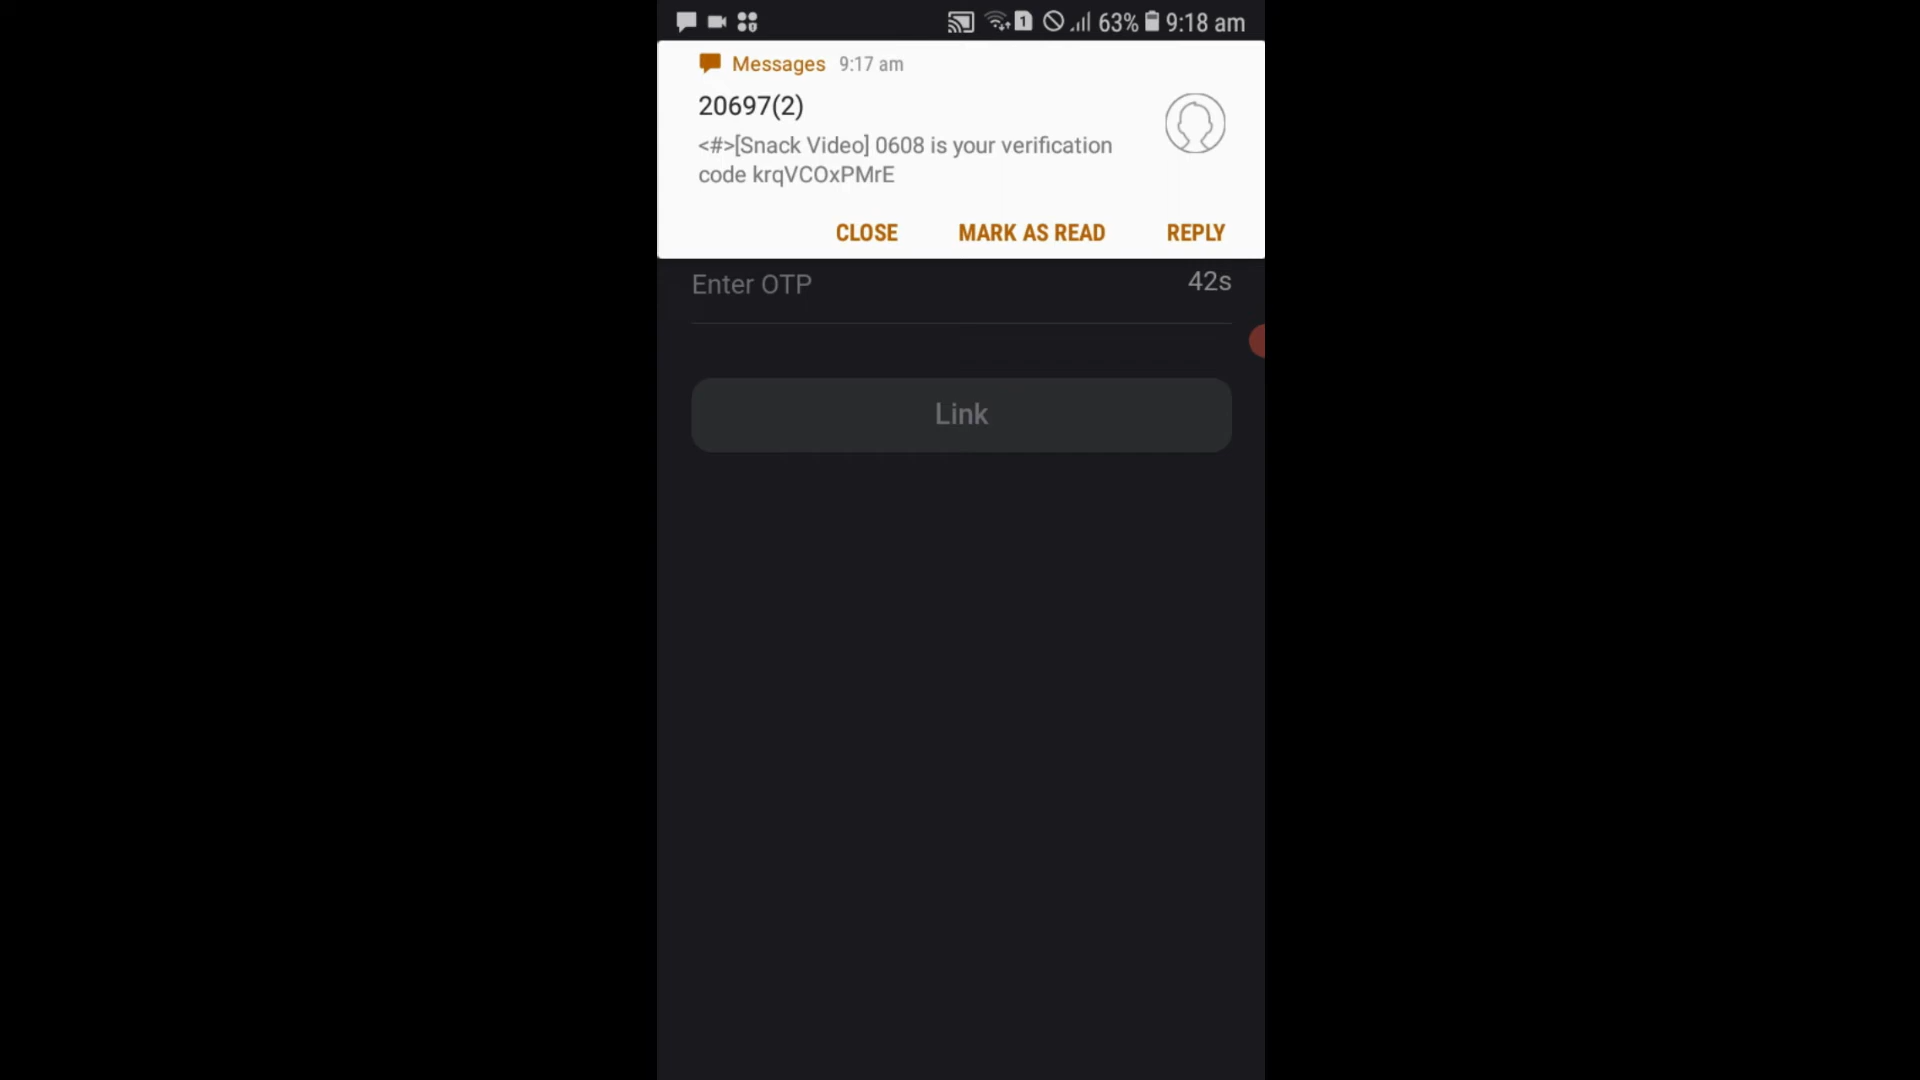 1 63% 9:18 am
Messages 9:17 am
20697(2)
<#>[Snack Video] 0608 is your verification
code krqVCOxPMrE
CLOSE MARK AS READ REPLY
Enter OTP 42s
Link